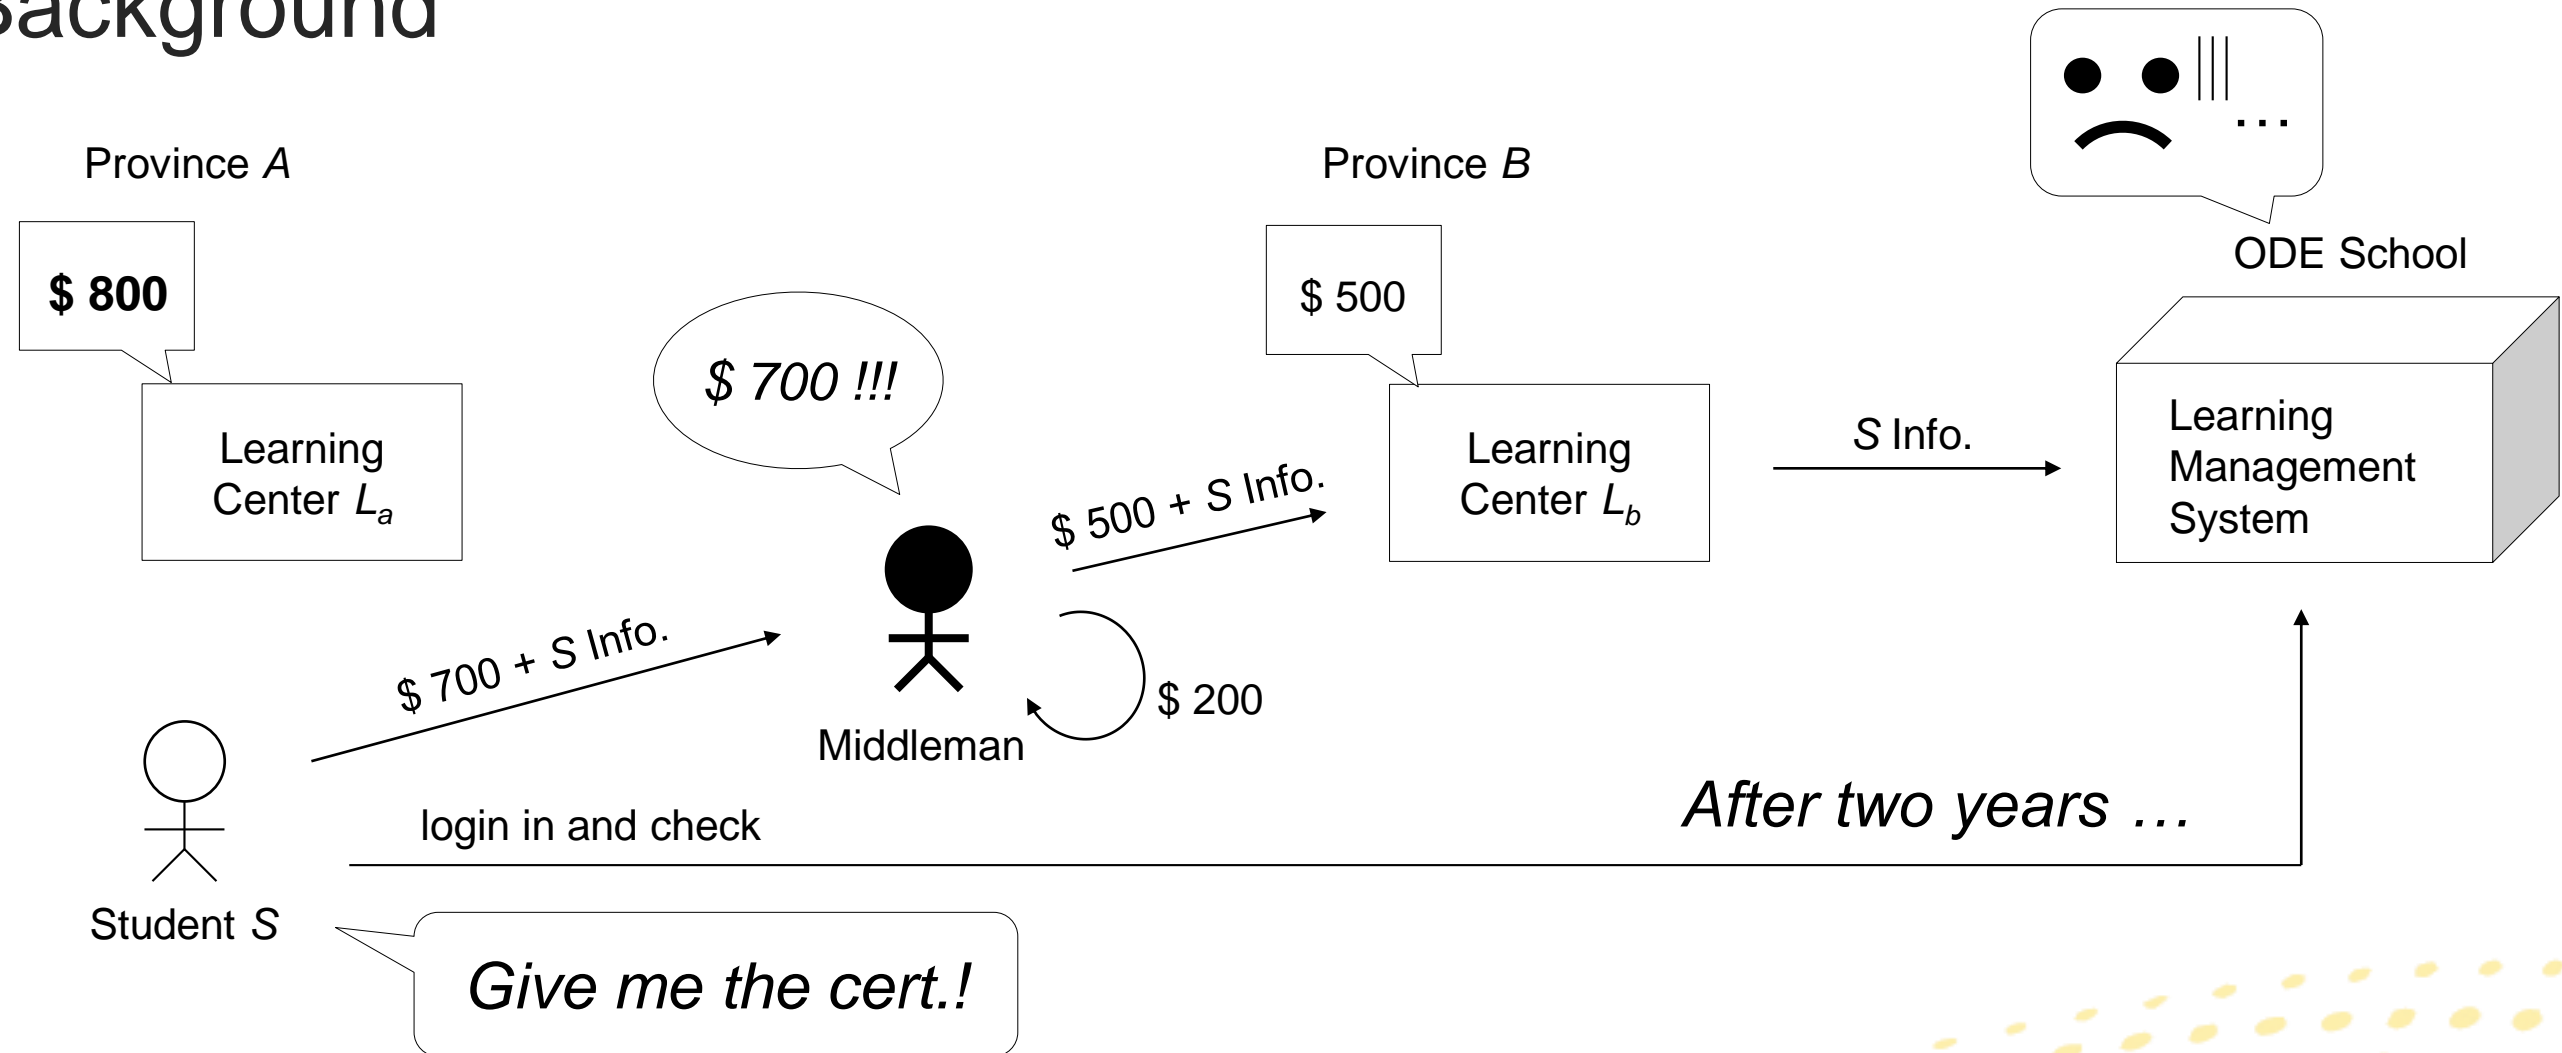 Background
Province A
Province B
$ 800
$ 500
ODE School
$ 700 !!!
Learning
Center La
Learning
Center Lb
S Info.
Learning
Management
System
$ 500 + S Info.
$ 700 + S Info.
$ 200
Middleman
login in and check
After two years …
Student S
Give me the cert.!
...